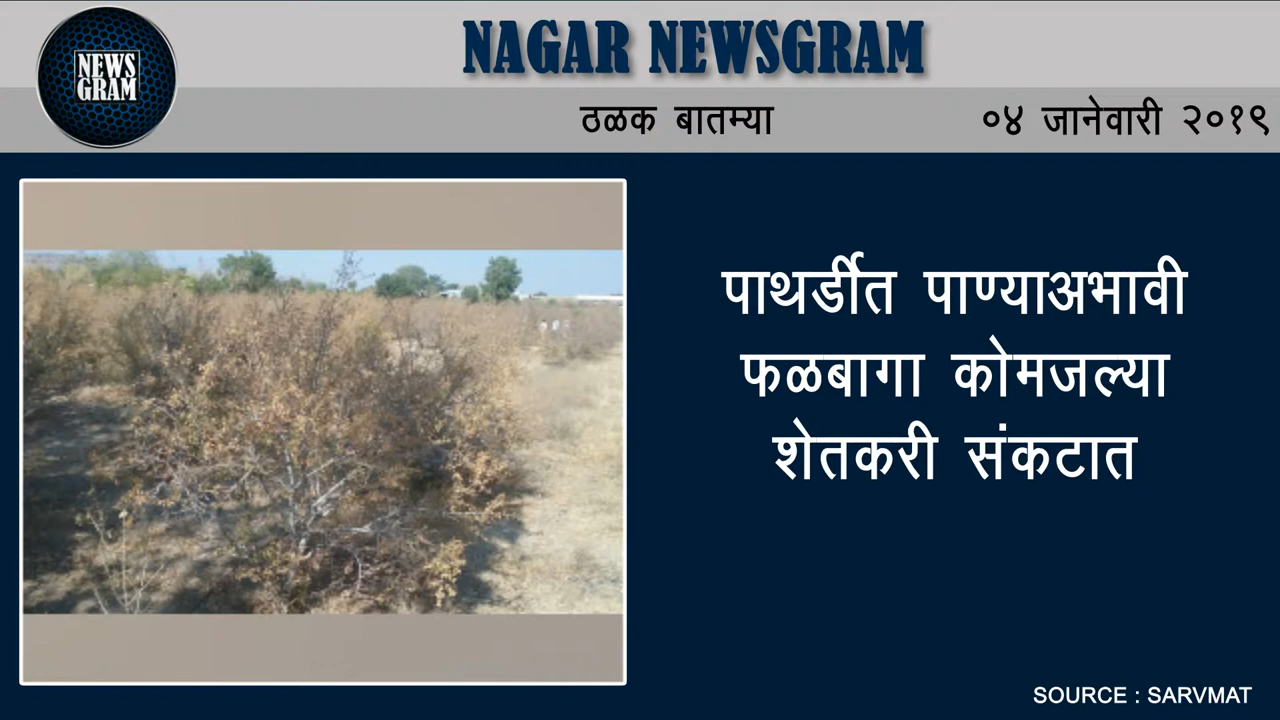 NEWS
GRAM
NAGAR NEWSGRAM
ठळक बातम्या
०४ जानेवारी २०१९
पाथर्डीत पाण्याअभावी
फळबागा कोमजल्या
शेतकरी संकटात
SOURCE : SARVMAT